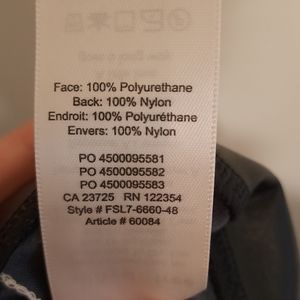 Face: 100% Polyurethane
Back: 100% Nylon
Endroit: 100% Polyuréthane
Envers: 100% Nylon
PO 4500095581
PO 4500095582
PO 4500095583
CA 23725 RN 122354
Style # FSL7-6660-48
Article # 60084